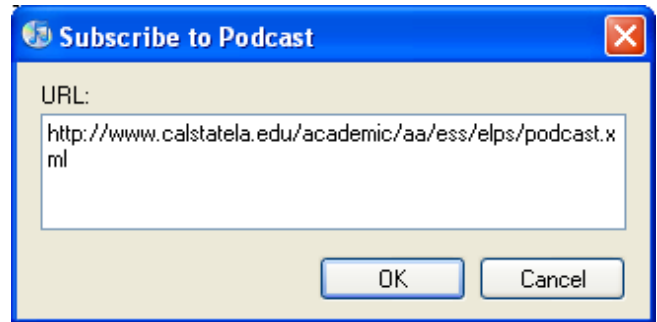 Subscribe to Podcast
URL:
http://www.calstatela.edu/academic/aa/ess/elps/podcast.x
ml
OK Cancel